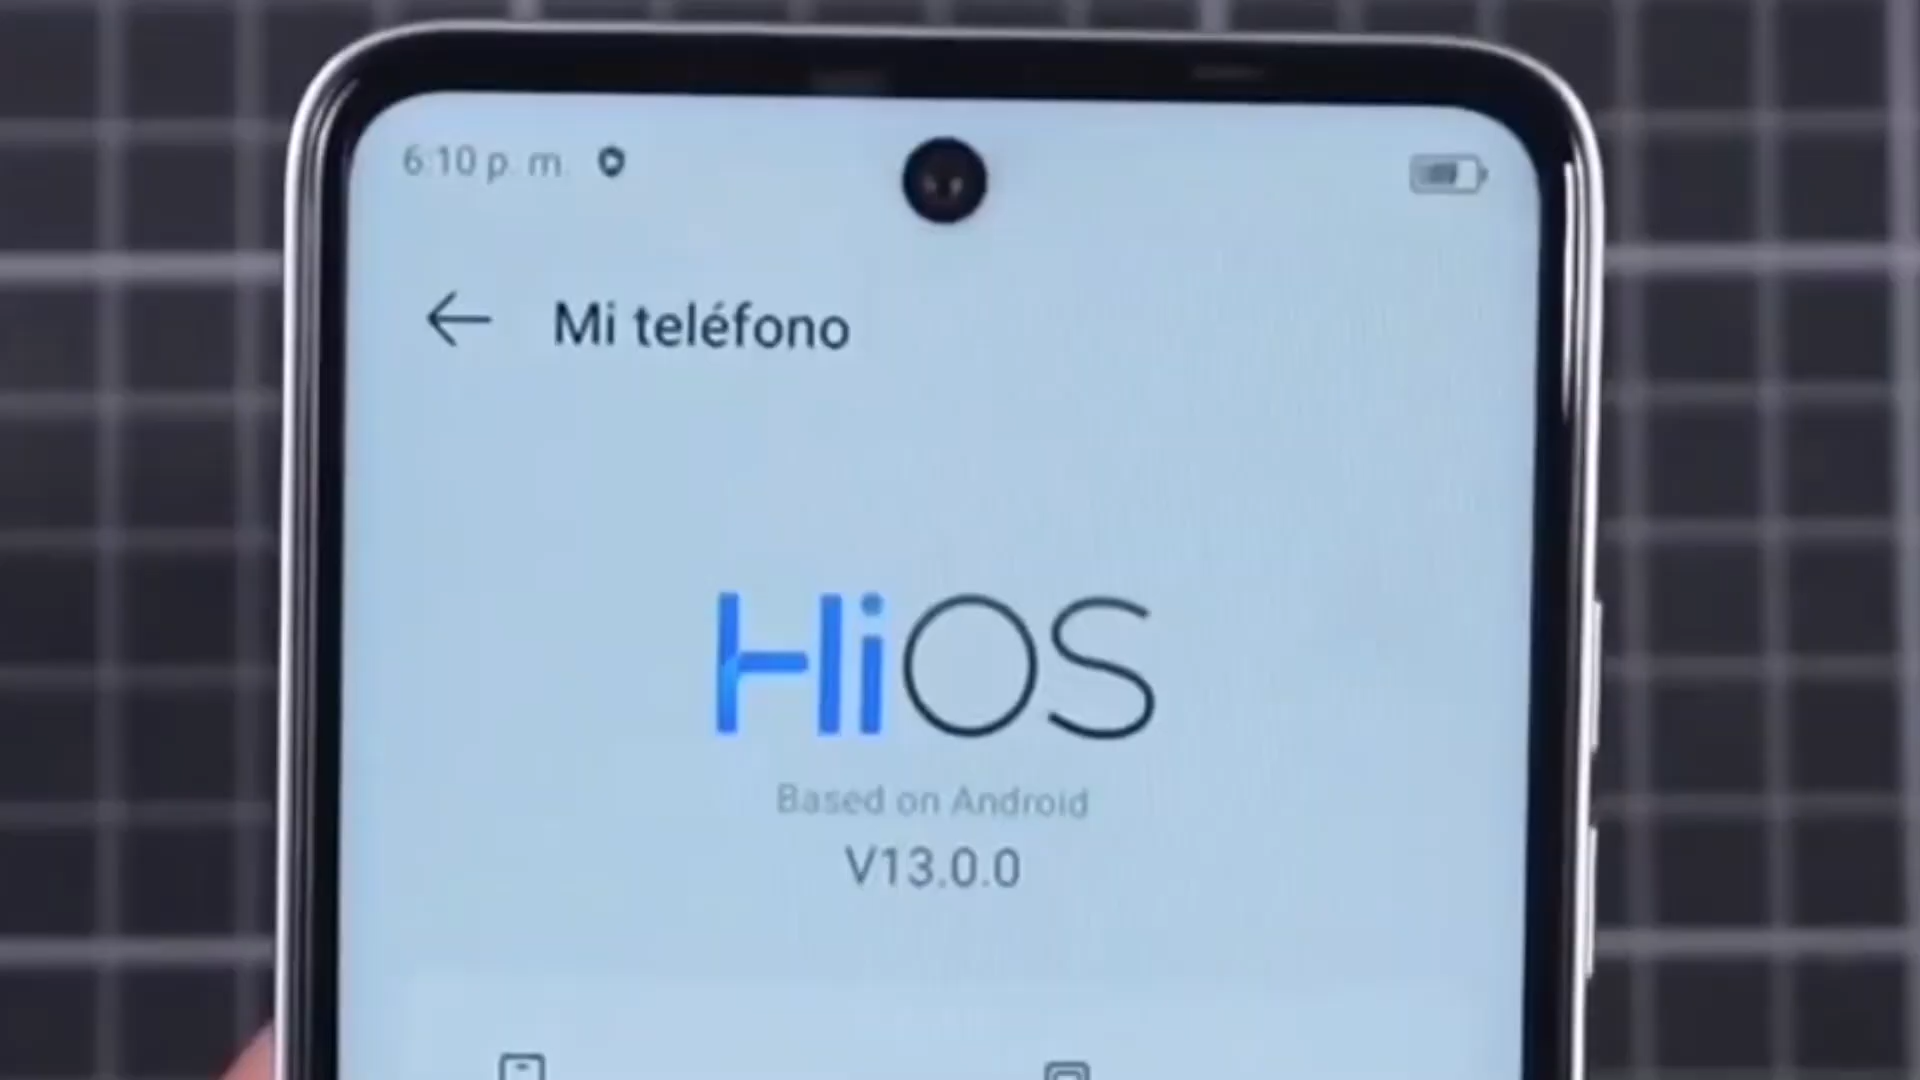 6:10 p. m.
Mi teléfono
HiOS
Based on Android
V13.0.0